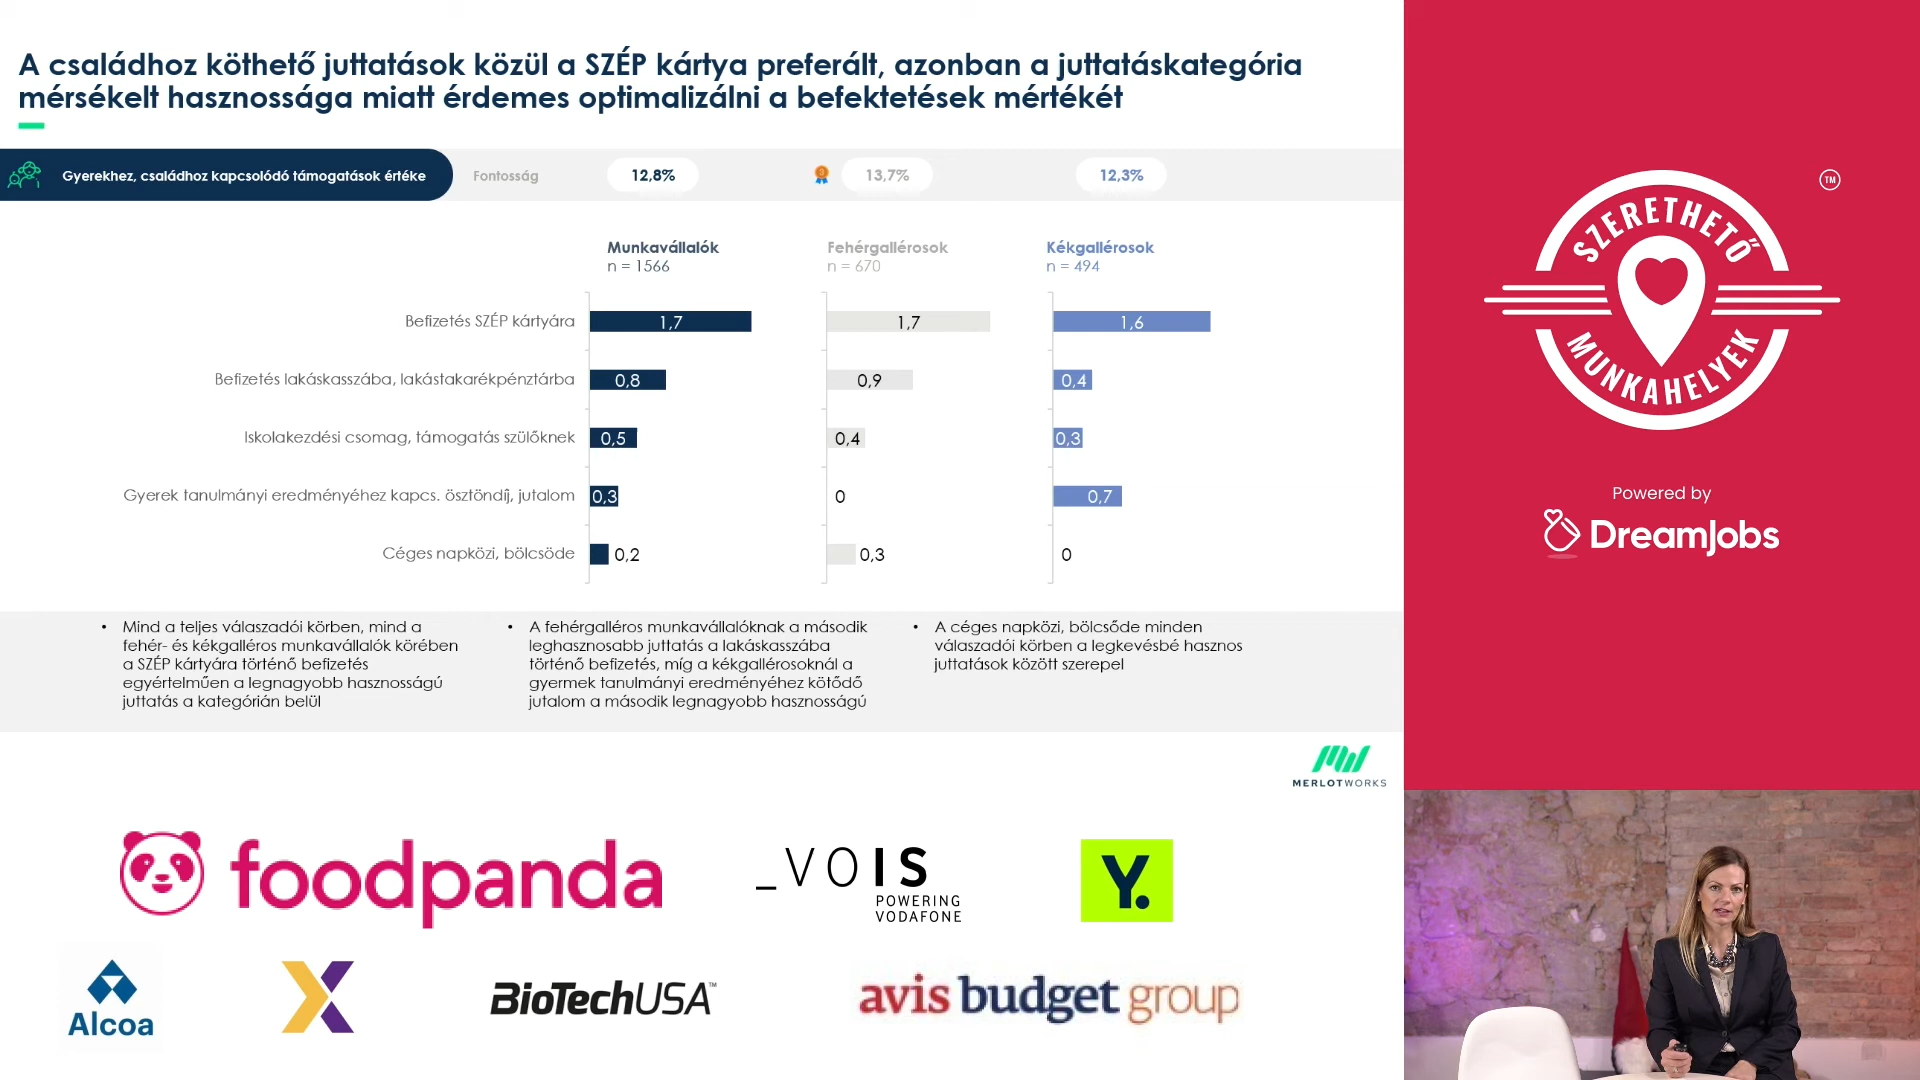 A családhoz köthető juttatások közül a SZÉP kártya preferált, azonban a juttatáskategória
mérsékelt hasznossága miatt érdemes optimalizálni a befektetések mértékét
Gyerekhez, családhoz kapcsolódó támogatások értéke
Fontosság
12,8%
13,7%
12,3%
Munkavállalók
n = 1566
Fehérgallérosok
n = 670
Kékgallérosok
n = 494
Befizetés SZÉP kártyára
1,7
1,7
1,6
Befizetés lakáskasszába, lakástakarékpénztárba
0,8
0,9
0,4
Iskolakezdési csomag, támogatás szülőknek
0,5
0,4
0,3
Gyerek tanulmányi eredményéhez kapcs. ösztöndíj, jutalom
0,3
0
0,7
Céges napközi, bölcsöde
0,2
0,3
0
• Mind a teljes válaszadói körben, mind a
fehér- és kékgalléros munkavállalók körében
a SZÉP kártyára történő befizetés
egyértelműen a legnagyobb hasznosságú
juttatás a kategórián belül
• A fehérgalléros munkavállalóknak a második
leghasznosabb juttatás a lakáskasszába
történő befizetés, míg a kékgallérosoknál a
gyermek tanulmányi eredményéhez kötődő
jutalom a második legnagyobb hasznosságú
• A céges napközi, bölcsőde minden
válaszadói körben a legkevésbé hasznos
juttatások között szerepel
MERLOTWORKS
foodpanda
_VOIS
POWERING
VODAFONE
Y.
Alcoa
X
BioTechUSA™
avis budget group
SZERETHETŐ
MUNKAHELYEK
TM
Powered by
DreamJobs